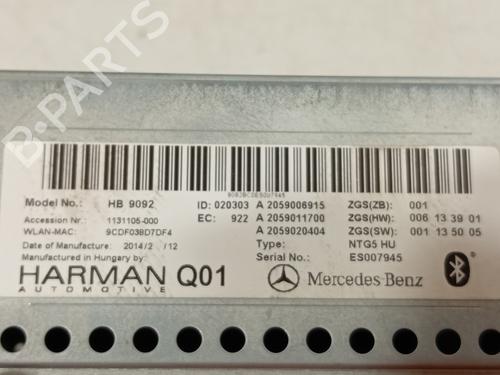 B-PARTS
9092BC2ES007945
Model No.: HB 9092 ID: 020303 A 2059006915 ZGS(ZB): 001
Accession Nr.: 1131105-000 EC: 922 A 2059011700 ZGS(HW): 006 13 39 01
WLAN-MAC: 9CDF03BD7DF4 A 2059020404 ZGS(SW): 001 13 50 05
Date of Manufacture: 2014/2 /12 Type: NTG5 HU
Manufactured in Hungary by: Serial No.: ES007945
HARMAN Q01 Mercedes-Benz
AUTOMOTIVE